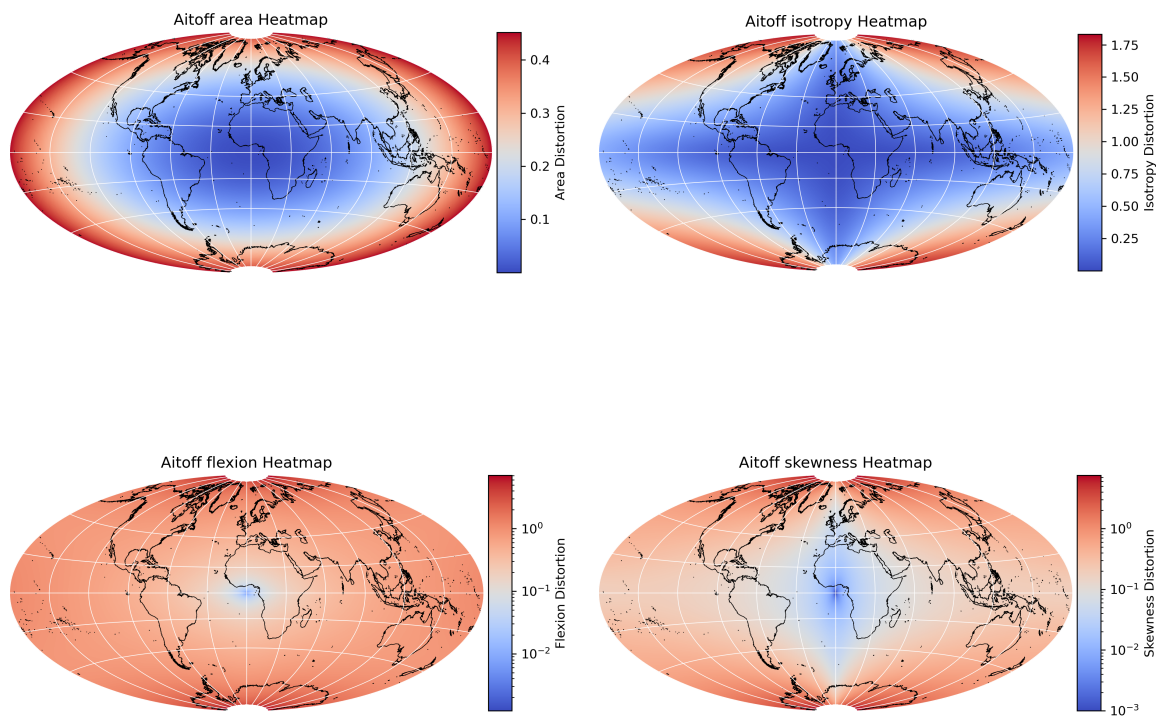 Aitoff area Heatmap
0.4
0.3
0.2
0.1
Area Distortion
Aitoff isotropy Heatmap
1.75
1.50
1.25
1.00
0.75
0.50
0.25
Isotropy Distortion
Aitoff flexion Heatmap
10⁰
10⁻¹
10⁻²
Flexion Distortion
Aitoff skewness Heatmap
10⁰
10⁻¹
10⁻²
10⁻³
Skewness Distortion